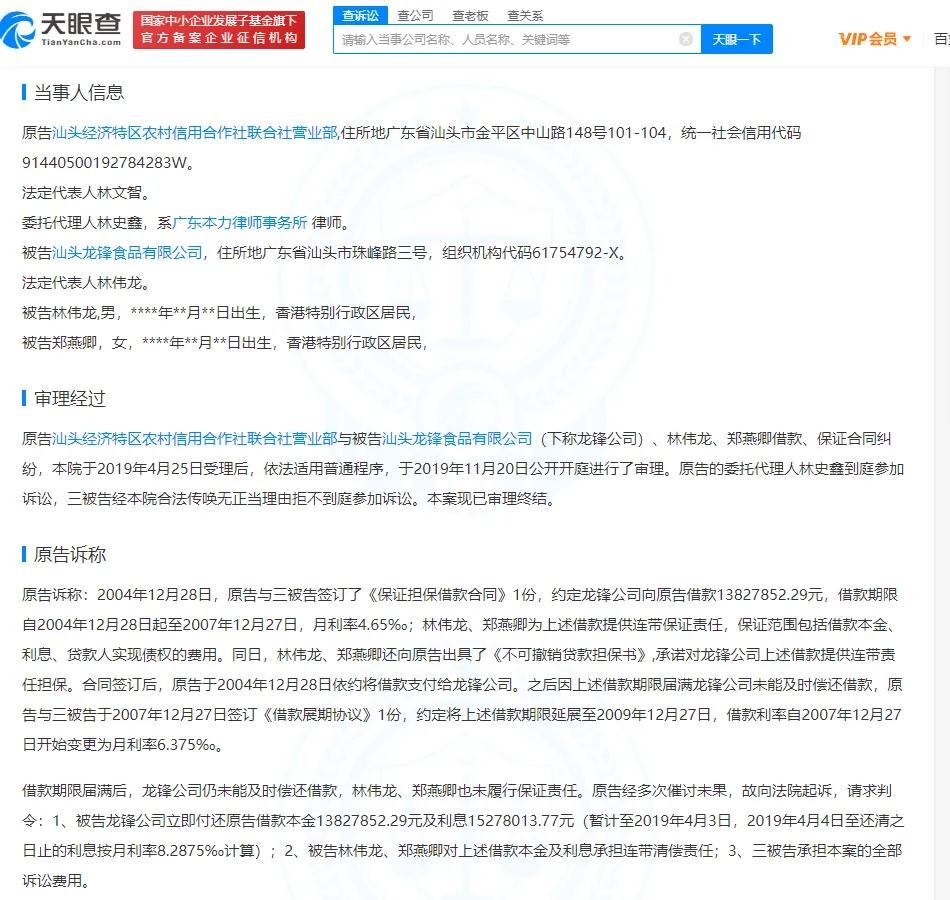 天眼查
TianYanCha.com
国家中小企业发展子基金旗下
官方备案企业征信机构
查诉讼 查公司 查老板 查关系
请输入当事公司名称、人员名称、关键词等
天眼一下
VIP会员
百
当事人信息
原告汕头经济特区农村信用合作社联合社营业部,住所地广东省汕头市金平区中山路148号101-104，统一社会信用代码
91440500192784283W。
法定代表人林文智。
委托代理人林史鑫，系广东本力律师事务所 律师。
被告汕头龙锋食品有限公司，住所地广东省汕头市珠峰路三号，组织机构代码61754792-X。
法定代表人林伟龙。
被告林伟龙,男，****年**月**日出生，香港特别行政区居民，
被告郑燕卿，女，****年**月**日出生，香港特别行政区居民，
审理经过
原告汕头经济特区农村信用合作社联合社营业部与被告汕头龙锋食品有限公司（下称龙锋公司）、林伟龙、郑燕卿借款、保证合同纠
纷，本院于2019年4月25日受理后，依法适用普通程序，于2019年11月20日公开开庭进行了审理。原告的委托代理人林史鑫到庭参加
诉讼，三被告经本院合法传唤无正当理由拒不到庭参加诉讼。本案现已审理终结。
原告诉称
原告诉称：2004年12月28日，原告与三被告签订了《保证担保借款合同》1份，约定龙锋公司向原告借款13827852.29元，借款期限
自2004年12月28日起至2007年12月27日，月利率4.65‰；林伟龙、郑燕卿为上述借款提供连带保证责任，保证范围包括借款本金、
利息、贷款人实现债权的费用。同日，林伟龙、郑燕卿还向原告出具了《不可撤销贷款担保书》,承诺对龙锋公司上述借款提供连带责
任担保。合同签订后，原告于2004年12月28日依约将借款支付给龙锋公司。之后因上述借款期限届满龙锋公司未能及时偿还借款，原
告与三被告于2007年12月27日签订《借款展期协议》1份，约定将上述借款期限延展至2009年12月27日，借款利率自2007年12月27
日开始变更为月利率6.375‰。
借款期限届满后，龙锋公司仍未能及时偿还借款，林伟龙、郑燕卿也未履行保证责任。原告经多次催讨未果，故向法院起诉，请求判
令：1、被告龙锋公司立即付还原告借款本金13827852.29元及利息15278013.77元（暂计至2019年4月3日，2019年4月4日至还清之
日止的利息按月利率8.2875‰计算）；2、被告林伟龙、郑燕卿对上述借款本金及利息承担连带清偿责任；3、三被告承担本案的全部
诉讼费用。